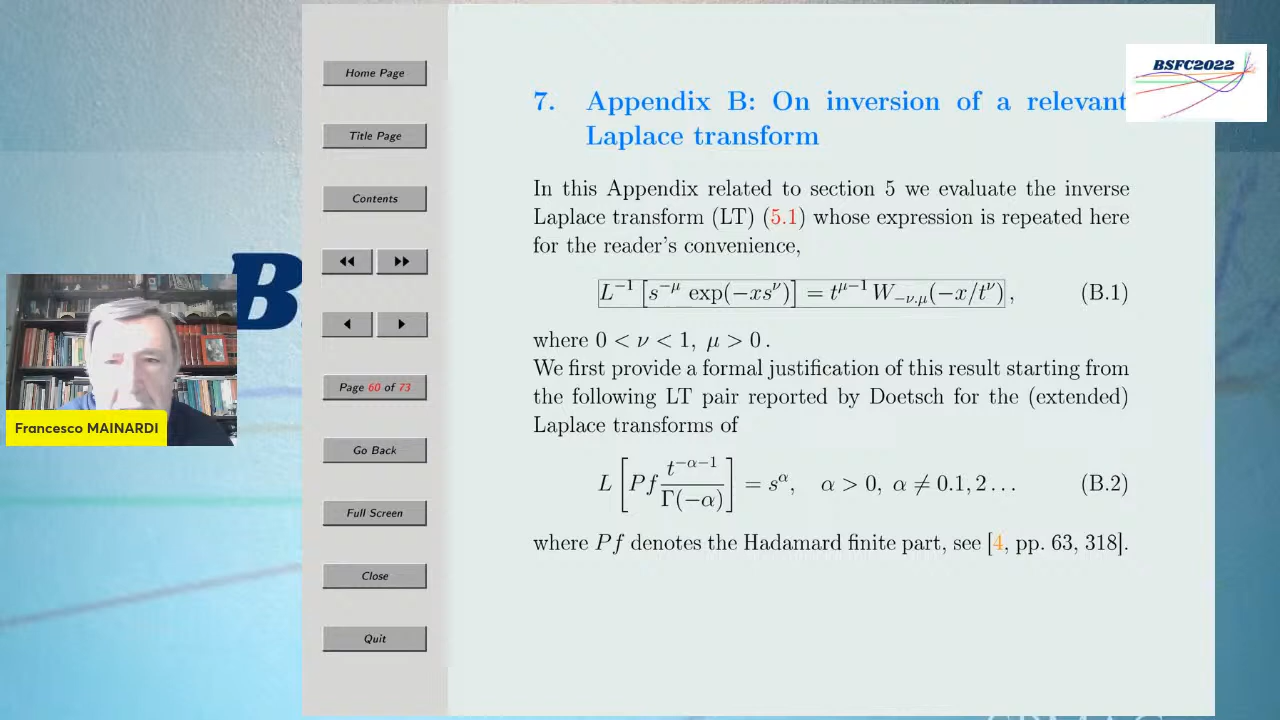 Home Page
Title Page
Contents
Page 60 of 73
Go Back
Full Screen
Close
Quit
BSFC2022
7. Appendix B: On inversion of a relevant
Laplace transform
In this Appendix related to section 5 we evaluate the inverse
Laplace transform (LT) (5.1) whose expression is repeated here
for the reader's convenience,
L⁻¹ [s^{-μ} exp(−xs^ν)] = t^{μ−1} W_{−ν.μ}(−x/t^ν) , (B.1)
where 0 < ν < 1, μ > 0 .
We first provide a formal justification of this result starting from
the following LT pair reported by Doetsch for the (extended)
Laplace transforms of
L [Pf t^{−α−1} / Γ(−α)] = s^α, α > 0, α ≠ 0.1, 2 . . . (B.2)
where Pf denotes the Hadamard finite part, see [4, pp. 63, 318].
Francesco MAINARDI